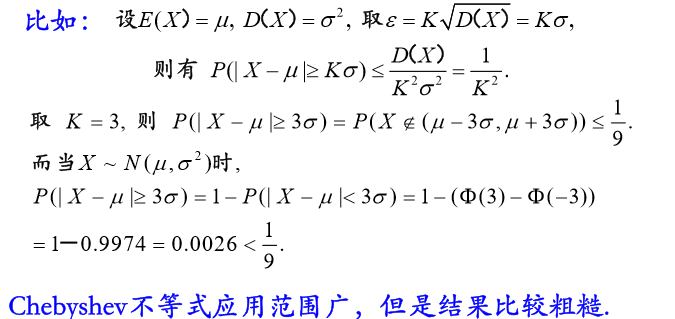 比如： 设E(X) = μ, D(X) = σ², 取ε = K√D(X) = Kσ,
则有 P(| X − μ |≥ Kσ) ≤ D(X)/K²σ² = 1/K².
取 K = 3, 则 P(| X − μ |≥ 3σ) = P(X ∉ (μ − 3σ, μ + 3σ)) ≤ 1/9.
而当X ~ N(μ, σ²)时,
P(| X − μ |≥ 3σ) = 1 − P(| X − μ |< 3σ) = 1 − (Φ(3) − Φ(−3))
= 1 − 0.9974 = 0.0026 < 1/9.
Chebyshev不等式应用范围广，但是结果比较粗糙.